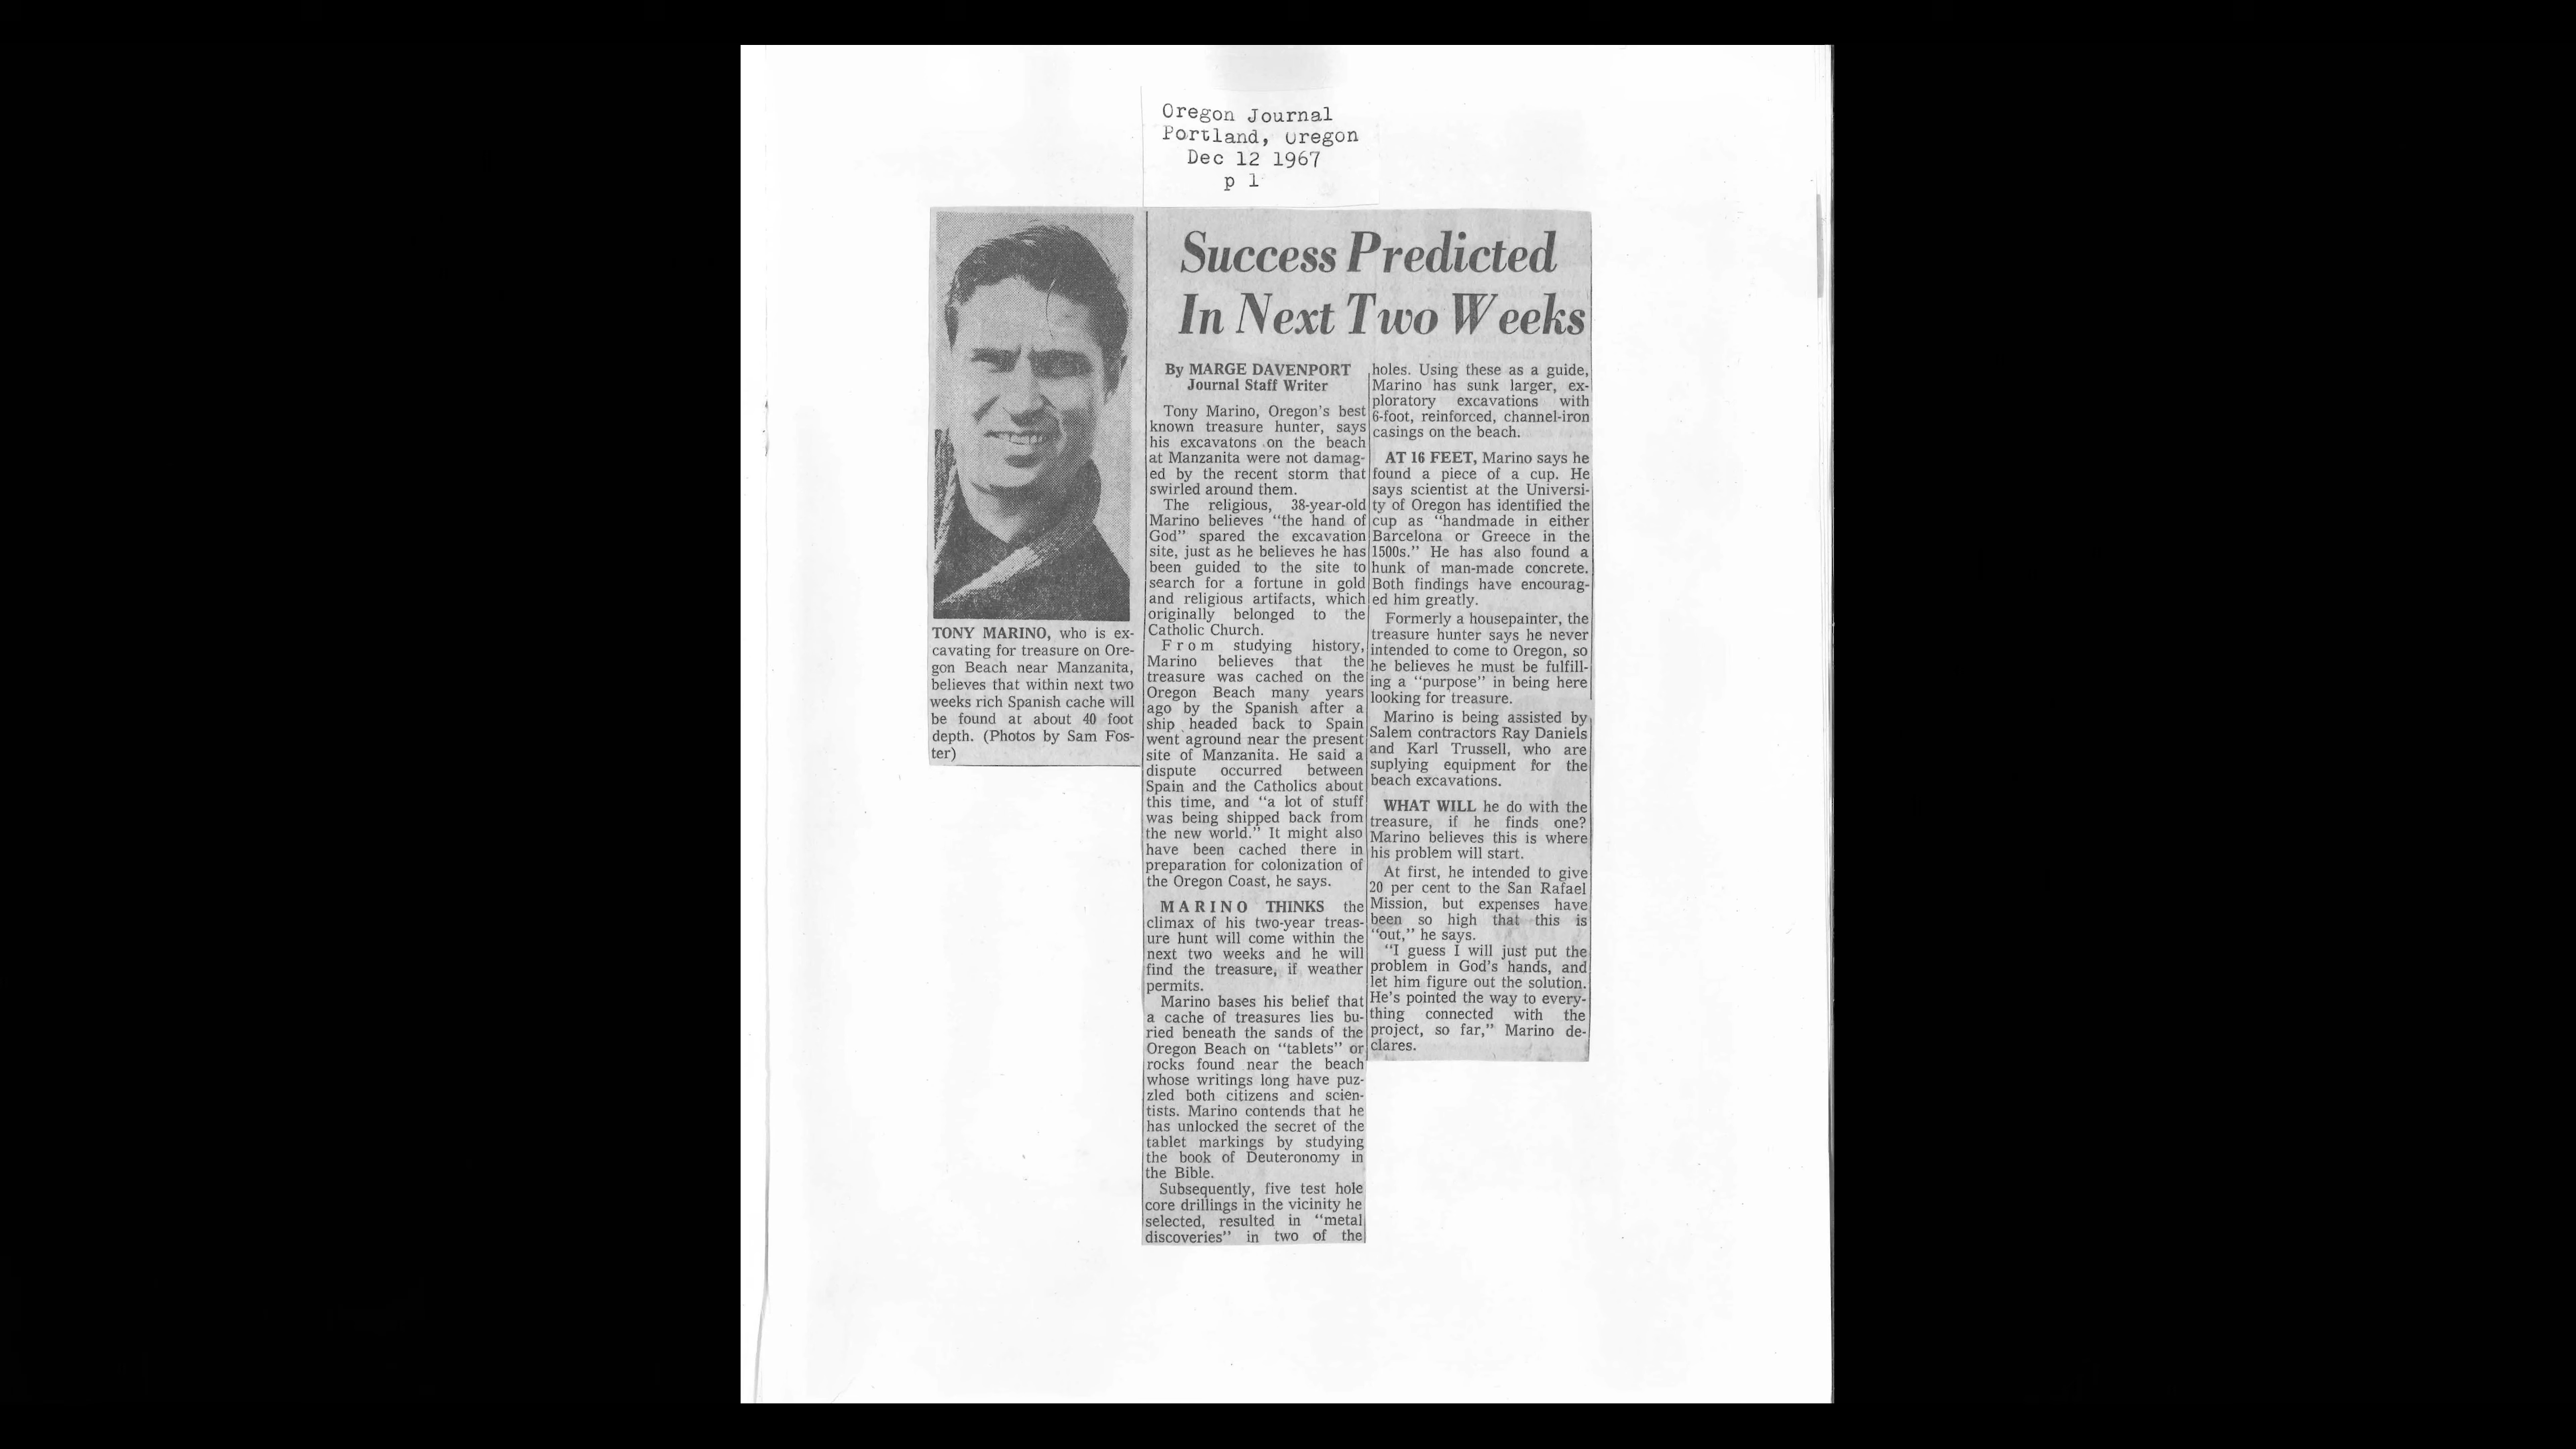 Oregon Journal
Portland, Oregon
Dec 12 1967
p 1
Success Predicted
In Next Two Weeks
TONY MARINO, who is ex-
cavating for treasure on Ore-
gon Beach near Manzanita,
believes that within next two
weeks rich Spanish cache will
be found at about 40 foot
depth. (Photos by Sam Fos-
ter)
By MARGE DAVENPORT
Journal Staff Writer
Tony Marino, Oregon's best
known treasure hunter, says
his excavatons on the beach
at Manzanita were not damag-
ed by the recent storm that
swirled around them.
The religious, 38-year-old
Marino believes "the hand of
God" spared the excavation
site, just as he believes he has
been guided to the site to
search for a fortune in gold
and religious artifacts, which
originally belonged to the
Catholic Church.
From studying history,
Marino believes that the
treasure was cached on the
Oregon Beach many years
ago by the Spanish after a
ship headed back to Spain
went aground near the present
site of Manzanita. He said a
dispute occurred between
Spain and the Catholics about
this time, and "a lot of stuff
was being shipped back from
the new world." It might also
have been cached there in
preparation for colonization of
the Oregon Coast, he says.
MARINO THINKS the
climax of his two-year treas-
ure hunt will come within the
next two weeks and he will
find the treasure, if weather
permits.
Marino bases his belief that
a cache of treasures lies bu-
ried beneath the sands of the
Oregon Beach on "tablets" or
rocks found near the beach
whose writings long have puz-
zled both citizens and scien-
tists. Marino contends that he
has unlocked the secret of the
tablet markings by studying
the book of Deuteronomy in
the Bible.
Subsequently, five test hole
core drillings in the vicinity he
selected, resulted in "metal
discoveries" in two of the
holes. Using these as a guide,
Marino has sunk larger, ex-
ploratory excavations with
6-foot, reinforced, channel-iron
casings on the beach.
AT 16 FEET, Marino says he
found a piece of a cup. He
says scientist at the Universi-
ty of Oregon has identified the
cup as "handmade in either
Barcelona or Greece in the
1500s." He has also found a
hunk of man-made concrete.
Both findings have encourag-
ed him greatly.
Formerly a housepainter, the
treasure hunter says he never
intended to come to Oregon, so
he believes he must be fulfill-
ing a "purpose" in being here
looking for treasure.
Marino is being assisted by
Salem contractors Ray Daniels
and Karl Trussell, who are
suplying equipment for the
beach excavations.
WHAT WILL he do with the
treasure, if he finds one?
Marino believes this is where
his problem will start.
At first, he intended to give
20 per cent to the San Rafael
Mission, but expenses have
been so high that this is
"out," he says.
"I guess I will just put the
problem in God's hands, and
let him figure out the solution.
He's pointed the way to every-
thing connected with the
project, so far," Marino de-
clares.